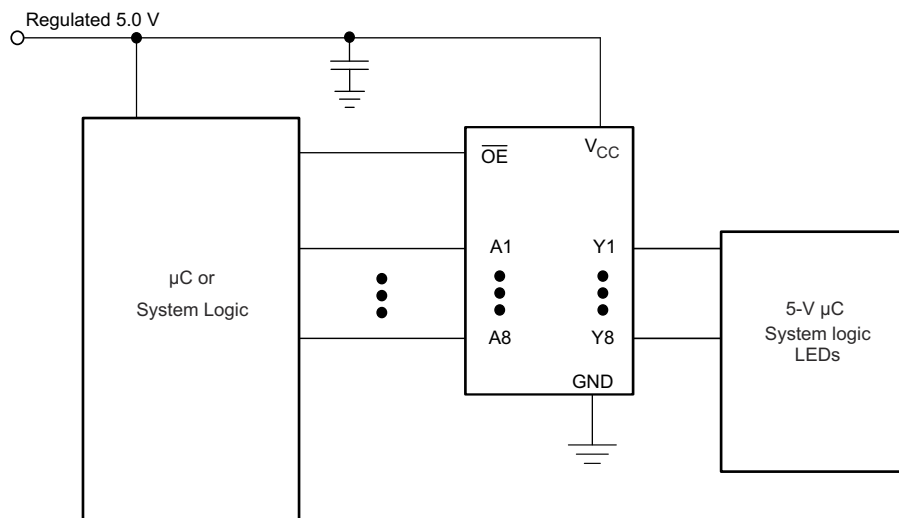 Regulated 5.0 V
OE
VCC
A1
Y1
µC or
System Logic
5-V µC
System logic
LEDs
A8
Y8
GND